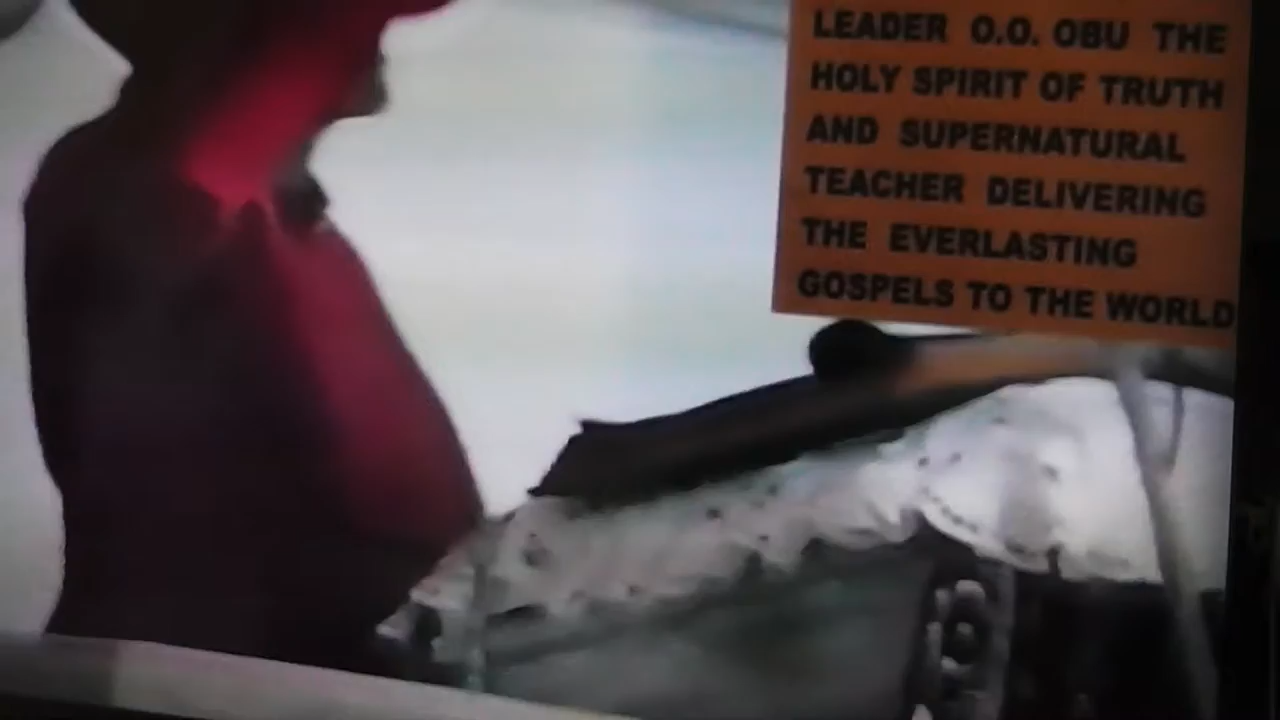 LEADER O.O. OBU THE
HOLY SPIRIT OF TRUTH
AND SUPERNATURAL
TEACHER DELIVERING
THE EVERLASTING
GOSPELS TO THE WORLD